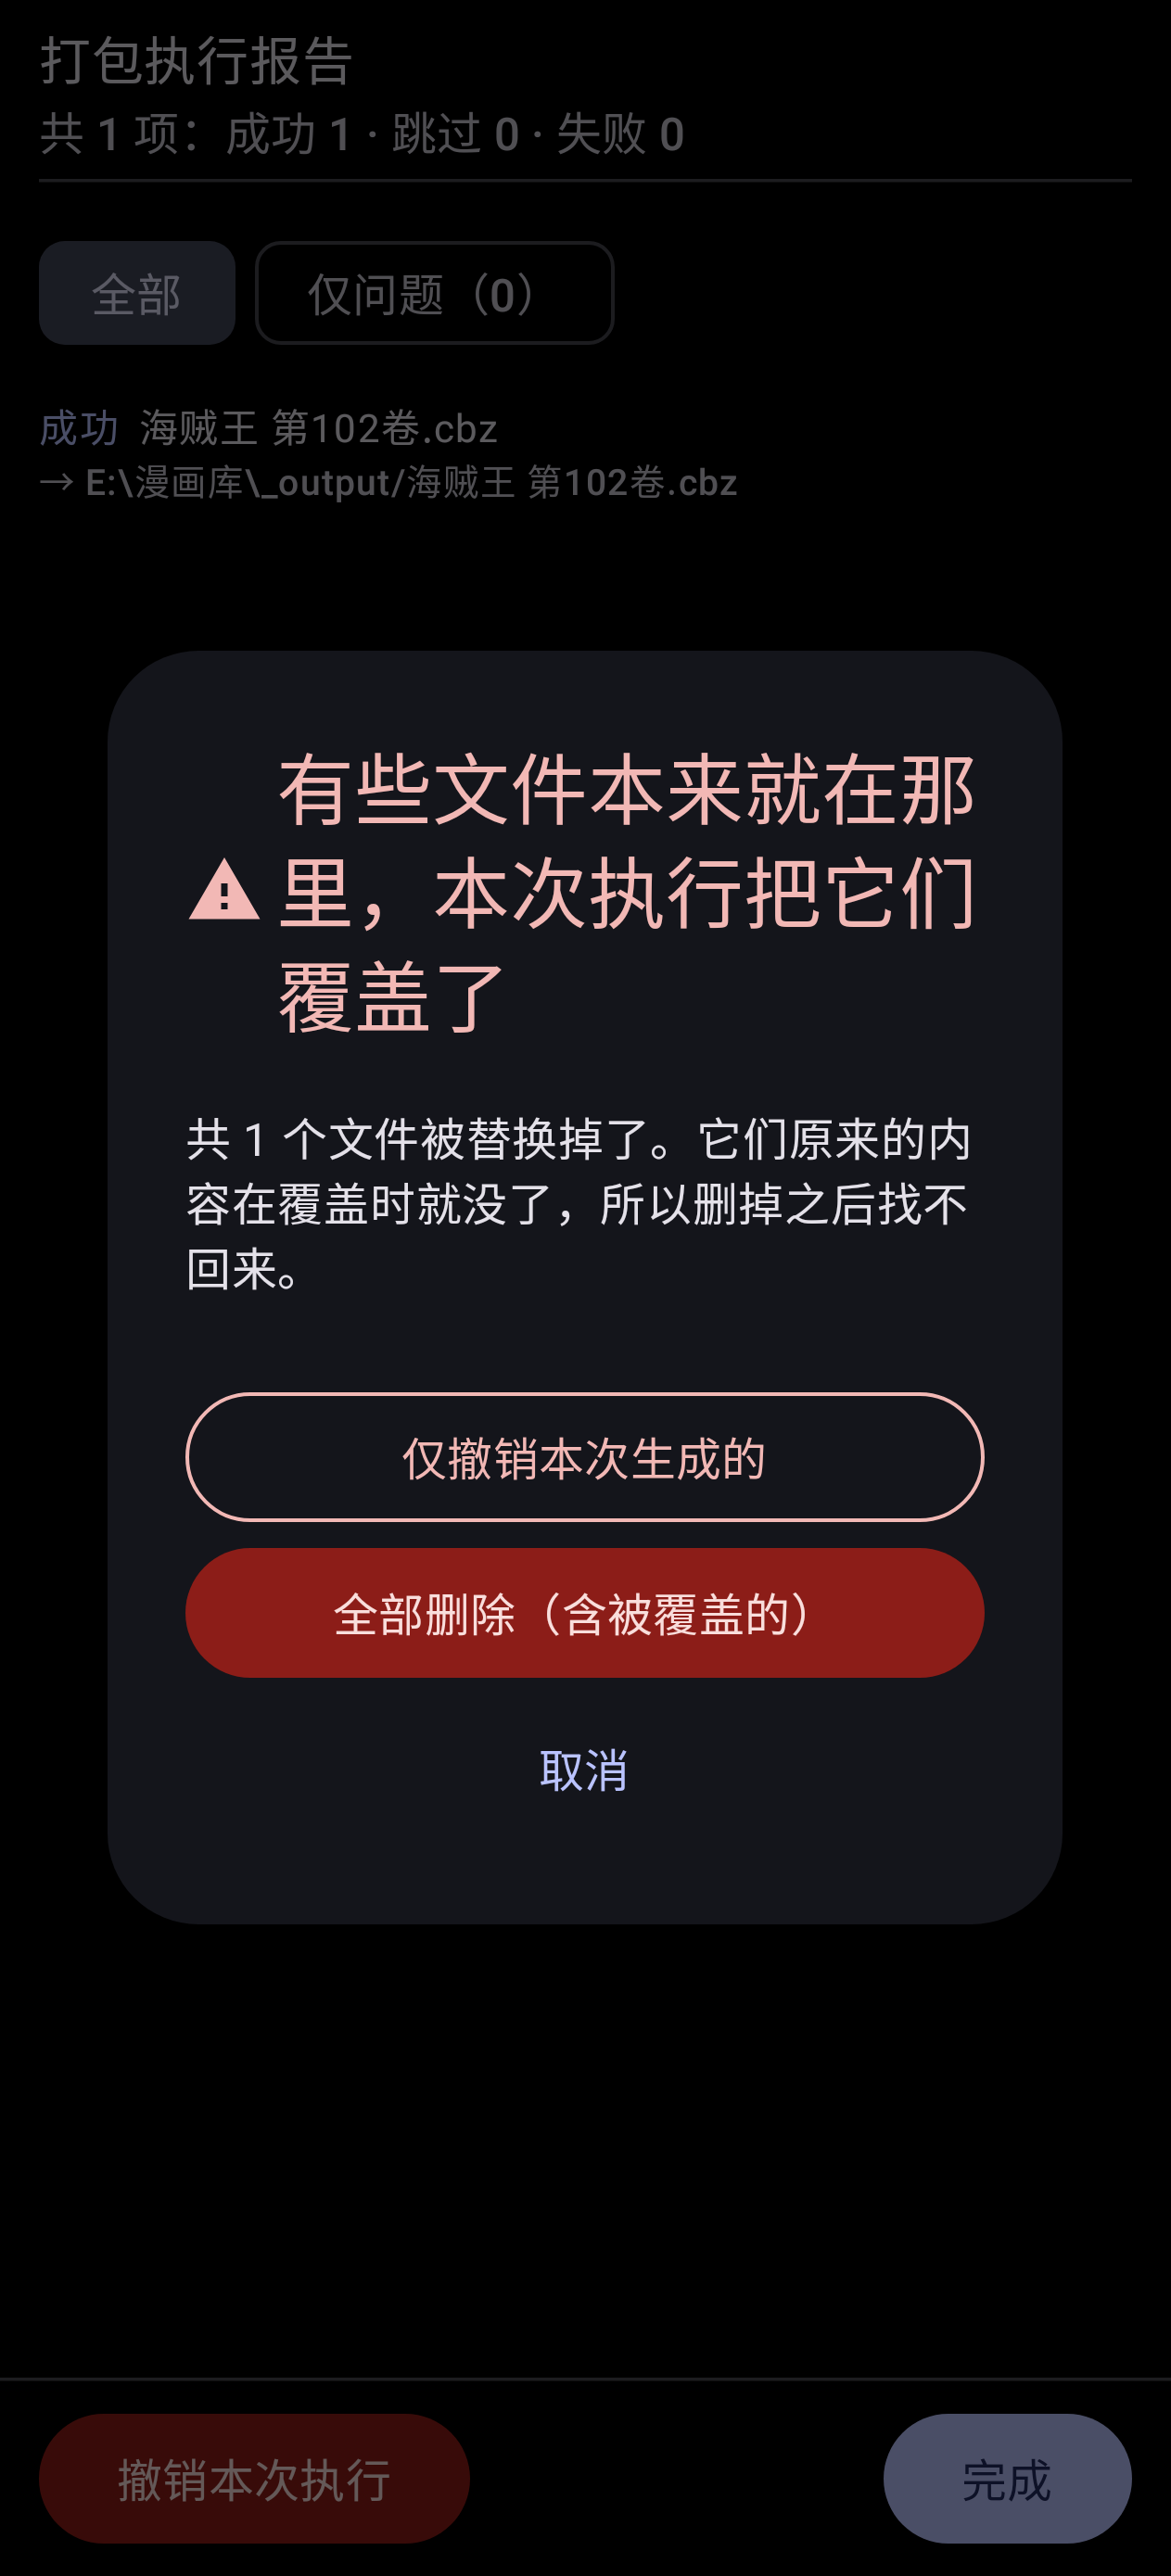 打包执行报告
共 1 项：成功 1 · 跳过 0 · 失败 0
全部
仅问题（0）
成功 海贼王 第102卷.cbz
→ E:\漫画库\_output/海贼王 第102卷.cbz
有些文件本来就在那
里，本次执行把它们
覆盖了
共 1 个文件被替换掉了。它们原来的内
容在覆盖时就没了，所以删掉之后找不
回来。
仅撤销本次生成的
全部删除（含被覆盖的）
取消
撤销本次执行
完成